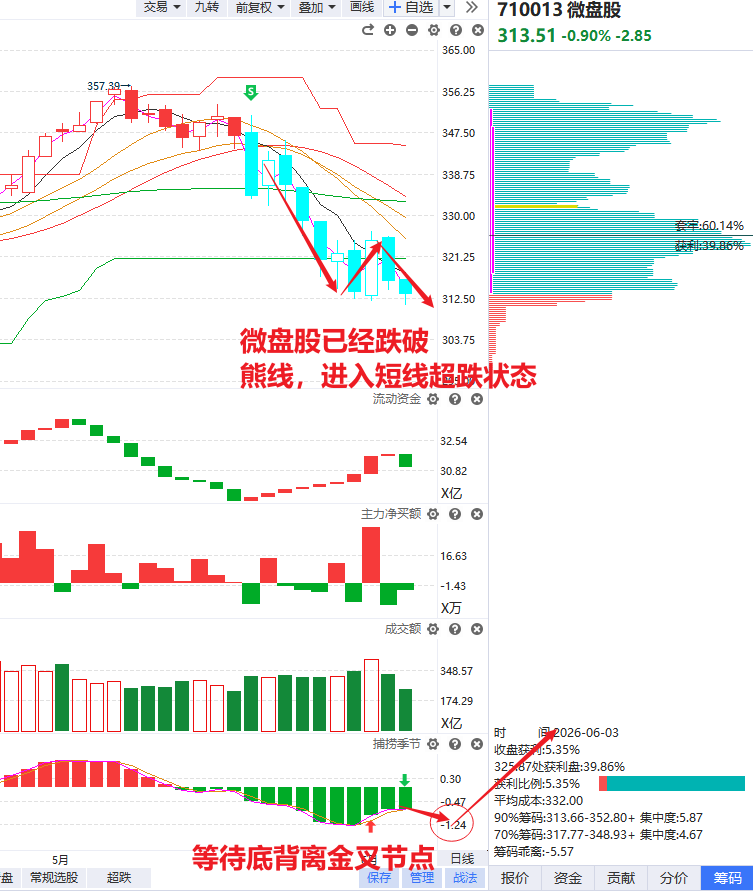 交易 九转 前复权 叠加 画线 + 自选
710013 微盘股
313.51 -0.90% -2.85
365.00
357.39
S
356.25
347.50
338.75
330.00
套牢:60.14%
获利:39.86%
321.25
312.50
303.75
微盘股已经跌破
熊线，进入短线超跌状态
流动资金
32.54
30.82
X亿
主力净买额
16.63
-1.43
X万
成交额
348.57
174.29
X亿
捕捞季节
0.30
-0.47
-1.24
时 间:2026-06-03
收盘获利:5.35%
325.87处获利盘:39.86%
获利比例:5.35%
平均成本:332.00
90%筹码:313.66-352.80+ 集中度:5.87
70%筹码:317.77-348.93+ 集中度:4.67
筹码乖离:-5.57
等待底背离金叉节点
5月
日线
盘 常规选股 超跌 保存 管理 战法
报价 资金 贡献 分价 筹码